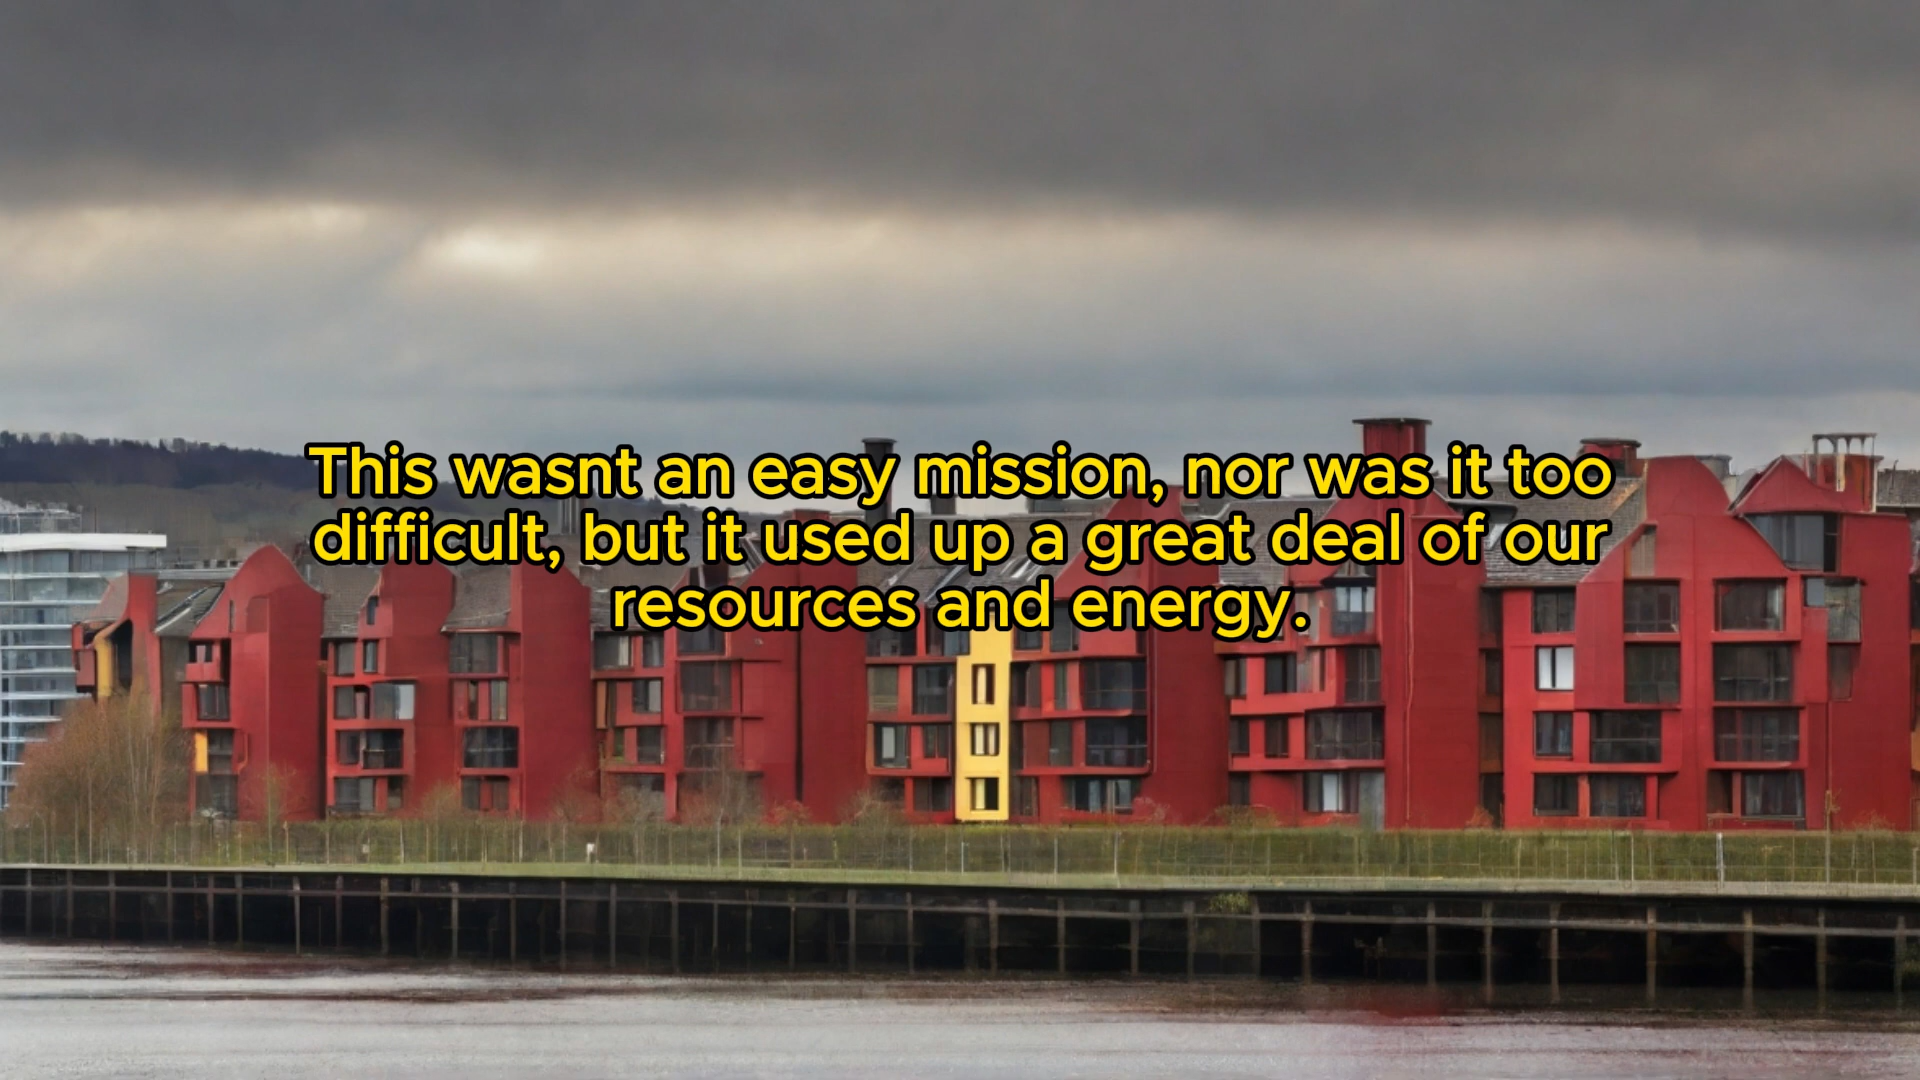 This wasnt an easy mission, nor was it too
difficult, but it used up a great deal of our
resources and energy.